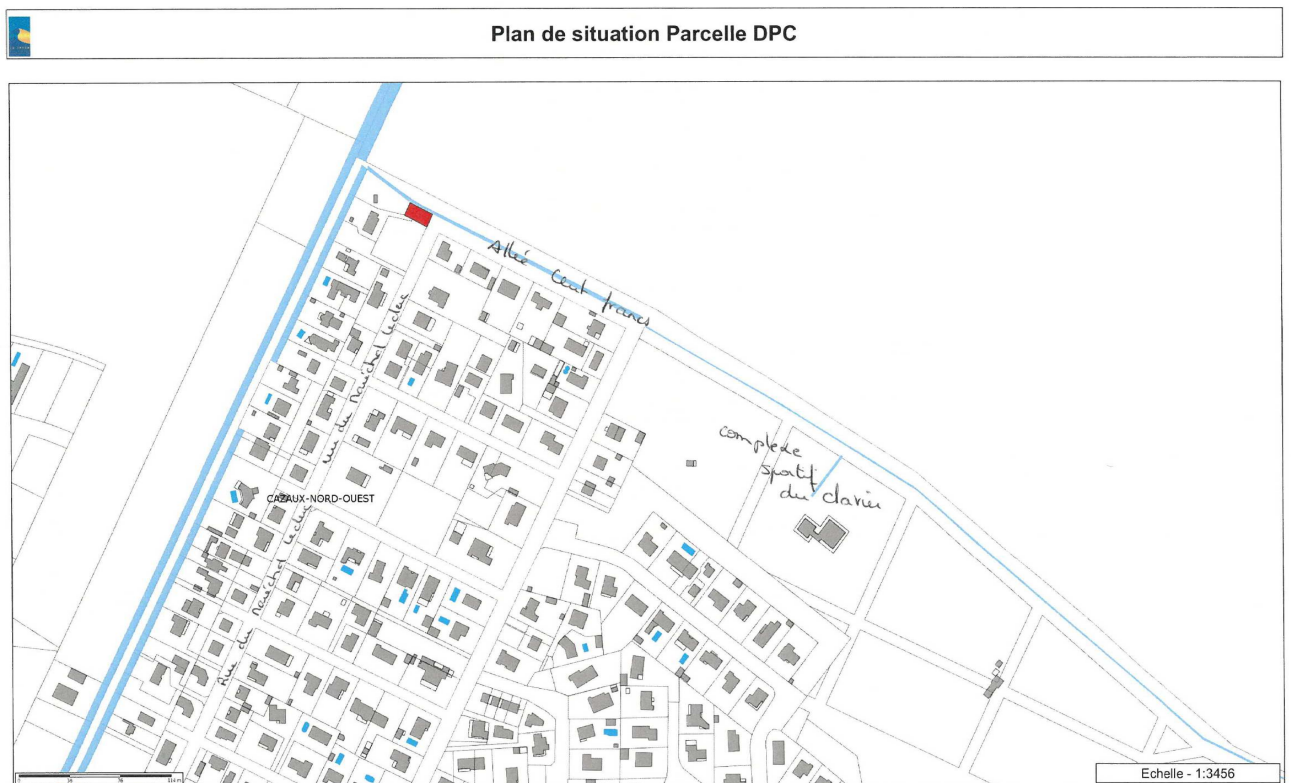 Plan de situation Parcelle DPC
Allée Cent francs
rue du Maréchal Leclerc
complexe
sportif
du clavier
CAZAUX-NORD-OUEST
Rue du Maréchal Leclerc
Echelle - 1:3456